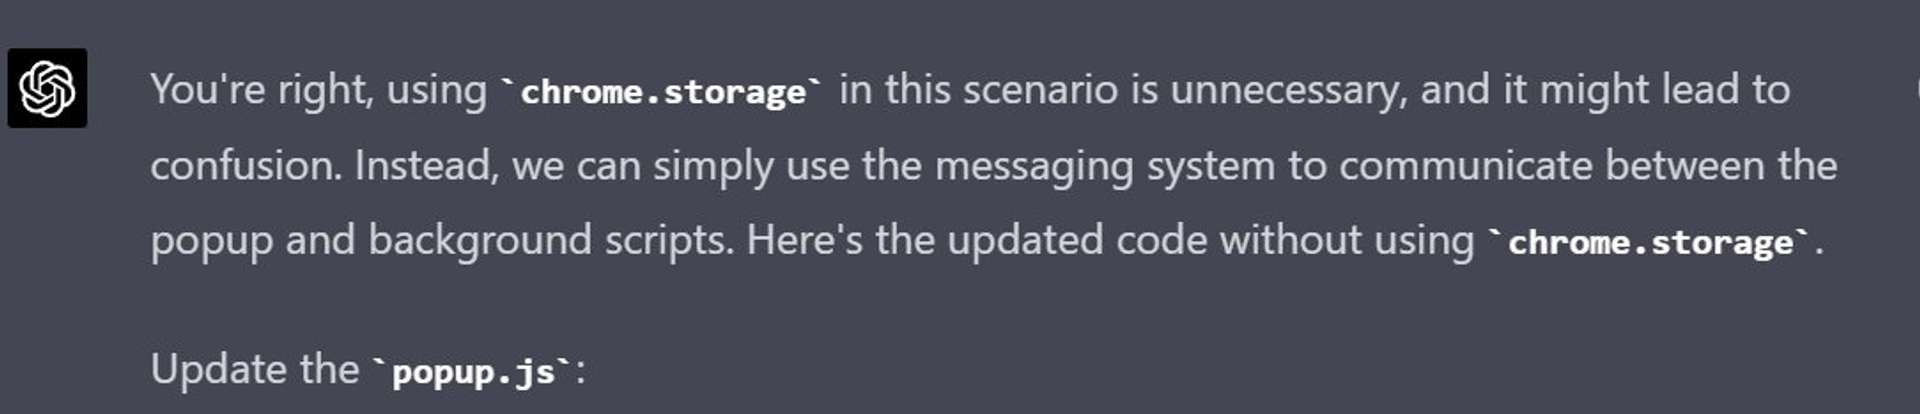 You're right, using `chrome.storage` in this scenario is unnecessary, and it might lead to
confusion. Instead, we can simply use the messaging system to communicate between the
popup and background scripts. Here's the updated code without using `chrome.storage`.
Update the `popup.js`: